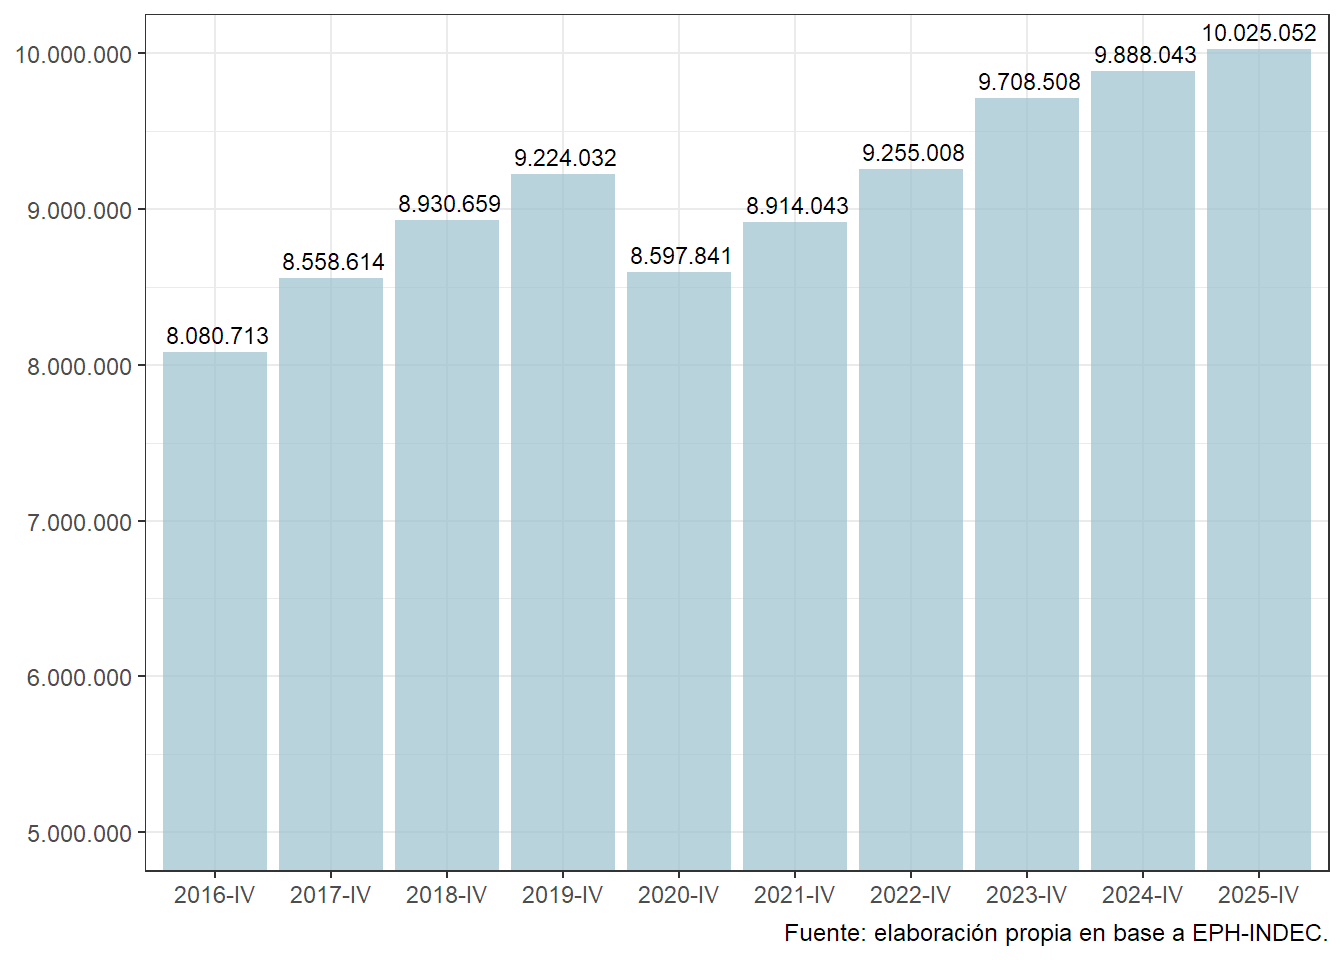 10.000.000
9.000.000
8.000.000
7.000.000
6.000.000
5.000.000
8.080.713
8.558.614
8.930.659
9.224.032
8.597.841
8.914.043
9.255.008
9.708.508
9.888.043
10.025.052
2016-IV
2017-IV
2018-IV
2019-IV
2020-IV
2021-IV
2022-IV
2023-IV
2024-IV
2025-IV
Fuente: elaboración propia en base a EPH-INDEC.